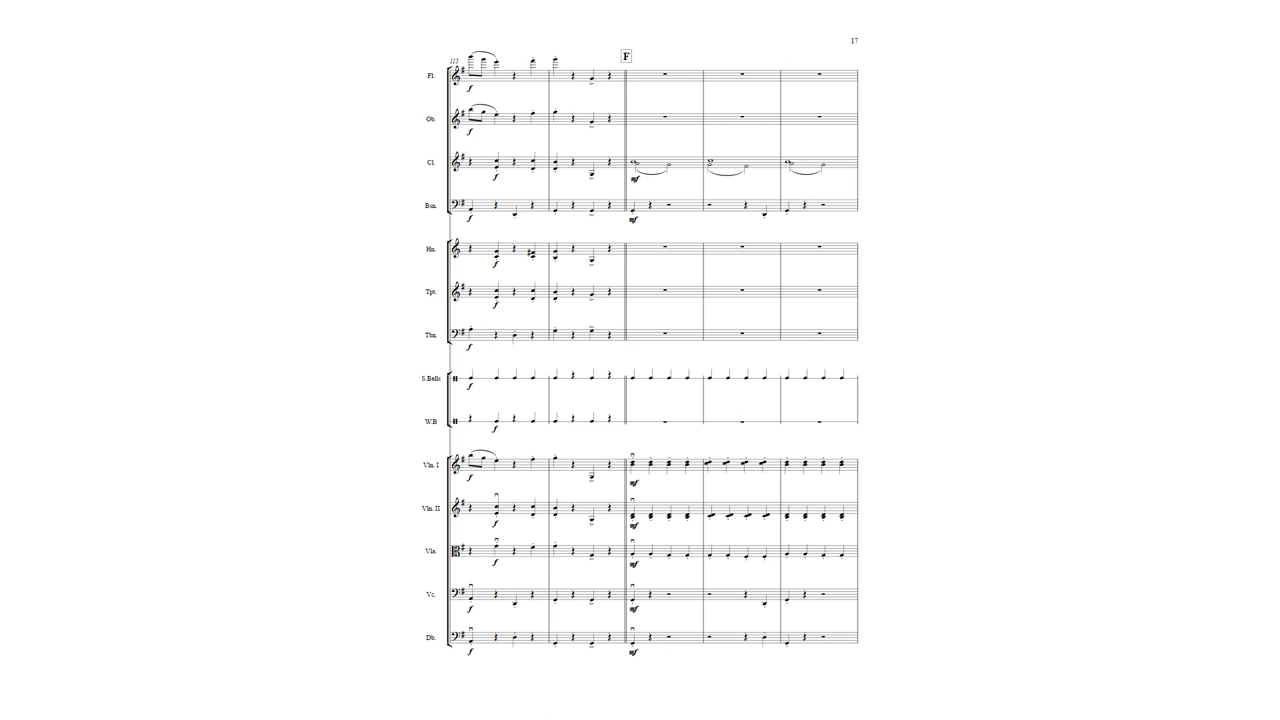 17
F
115
Fl.
f
Ob.
f
Cl.
f
mf
Bsn.
f
mf
Hn.
f
Tpt.
f
Tbn.
f
S.Bells
f
W.B
f
Vln. I
f
mf
Vln. II
f
mf
Vla.
f
mf
Vc.
f
mf
Db.
f
mf